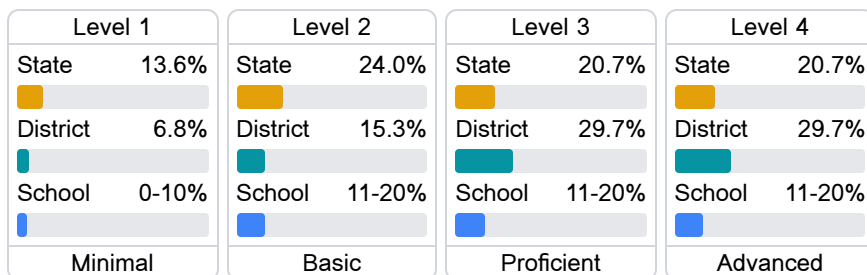 Level 1
State 13.6%
District 6.8%
School 0-10%
Minimal
Level 2
State 24.0%
District 15.3%
School 11-20%
Basic
Level 3
State 20.7%
District 29.7%
School 11-20%
Proficient
Level 4
State 20.7%
District 29.7%
School 11-20%
Advanced